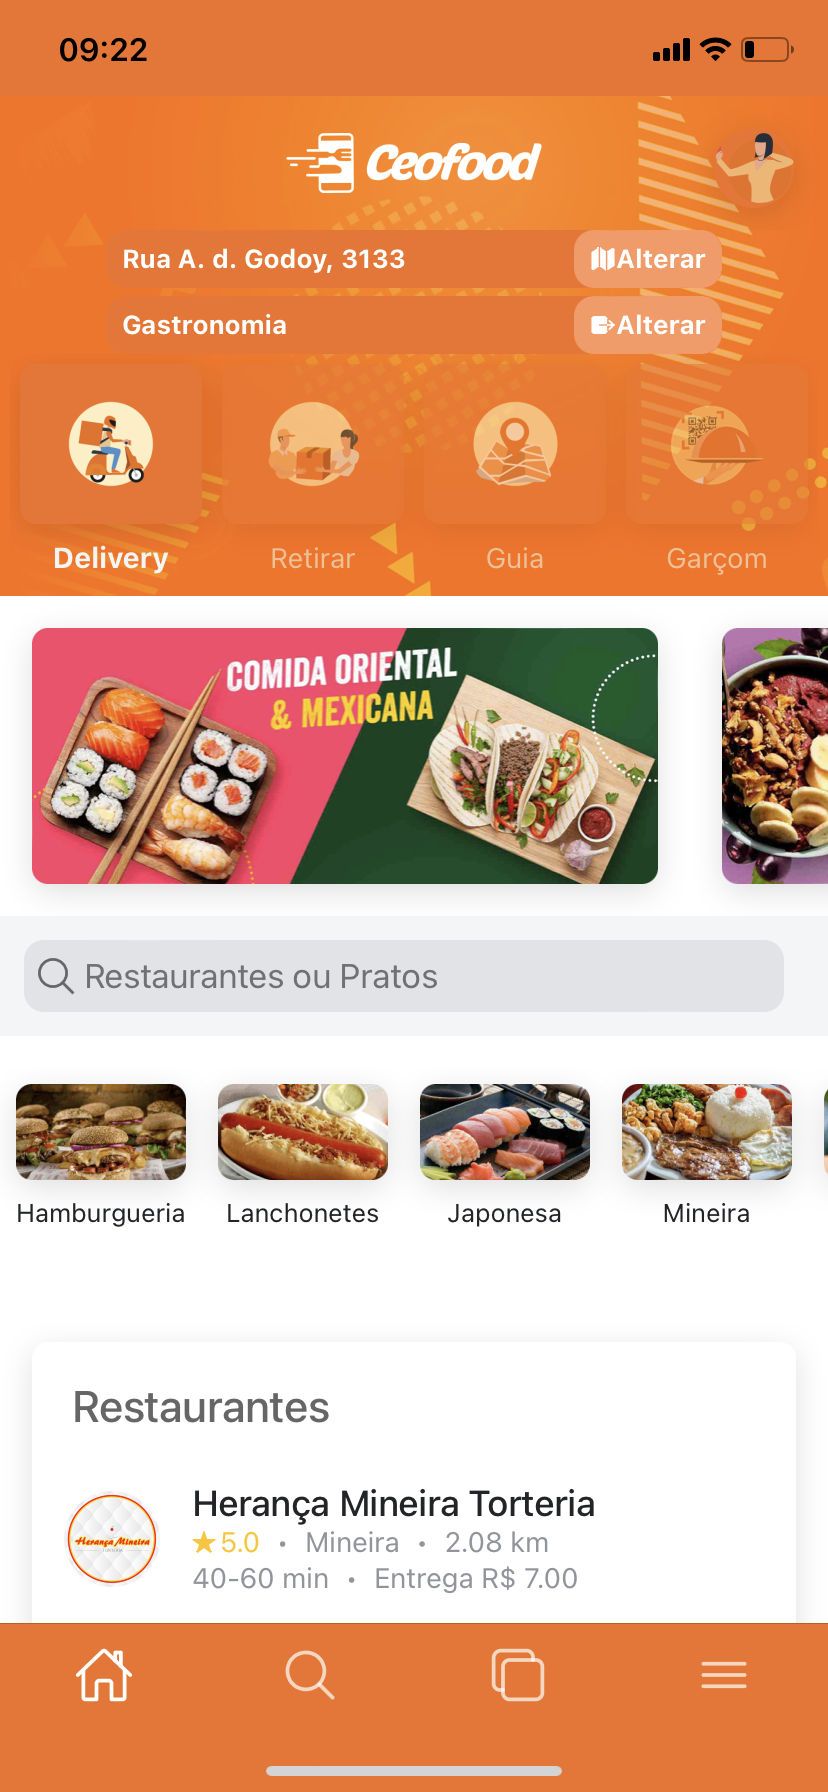 09:22
Ceofood
Rua A. d. Godoy, 3133
Alterar
Gastronomia
Alterar
Delivery
Retirar
Guia
Garçom
COMIDA ORIENTAL
& MEXICANA
Restaurantes ou Pratos
Hamburgueria
Lanchonetes
Japonesa
Mineira
Restaurantes
Herança Mineira
TORTERIA
Herança Mineira Torteria
5.0 • Mineira • 2.08 km
40-60 min • Entrega R$ 7.00